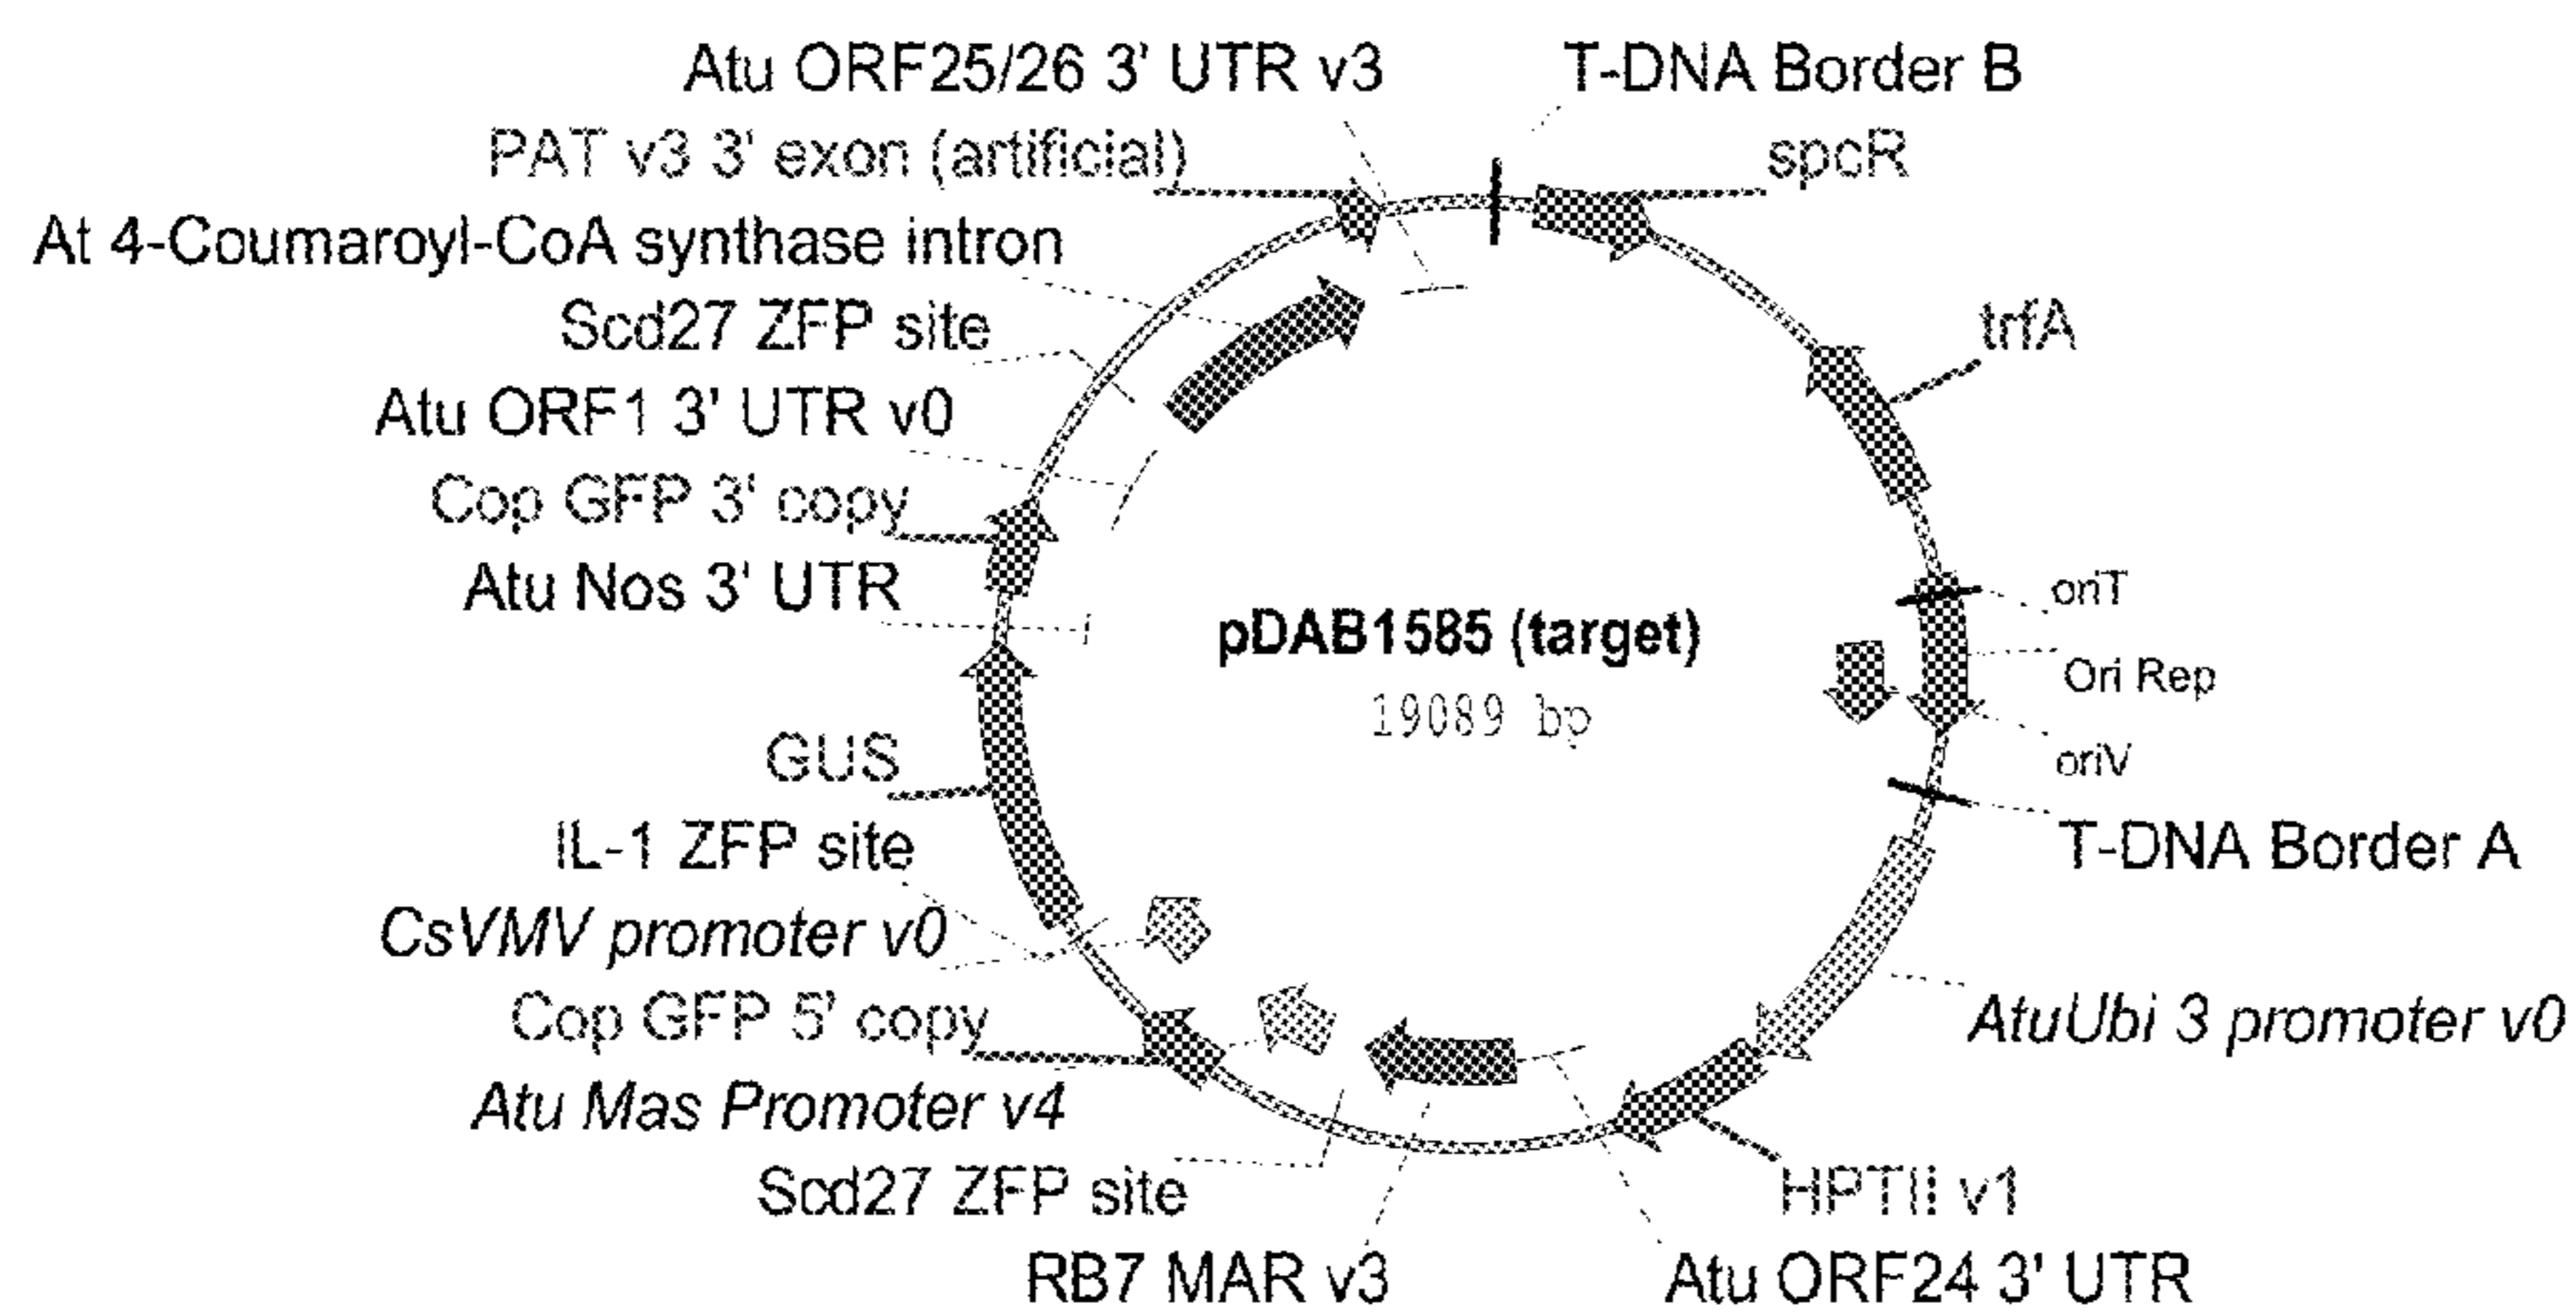 Atu ORF25/26 3' UTR v3
T-DNA Border B
PAT v3 3' exon (artificial)
spcR
At 4-Coumaroyl-CoA synthase intron
Scd27 ZFP site
trfA
Atu ORF1 3' UTR v0
Cop GFP 3' copy
Atu Nos 3' UTR
oriT
pDAB1585 (target)
Ori Rep
19089 bp
GUS
oriV
IL-1 ZFP site
T-DNA Border A
CsVMV promoter v0
Cop GFP 5' copy
AtuUbi 3 promoter v0
Atu Mas Promoter v4
Scd27 ZFP site
HPTII v1
RB7 MAR v3
Atu ORF24 3' UTR